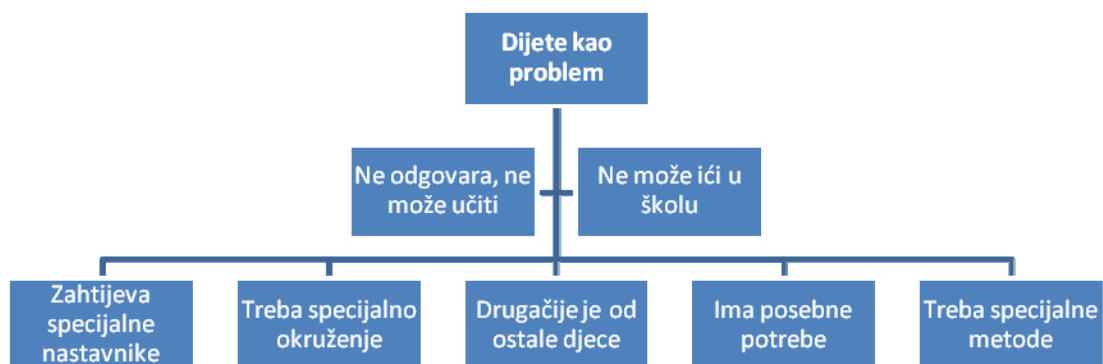 Dijete kao
problem
Ne odgovara, ne
može učiti
Ne može ići u
školu
Zahtijeva
specijalne
nastavnike
Treba specijalno
okruženje
Drugačije je od
ostale djece
Ima posebne
potrebe
Treba specijalne
metode